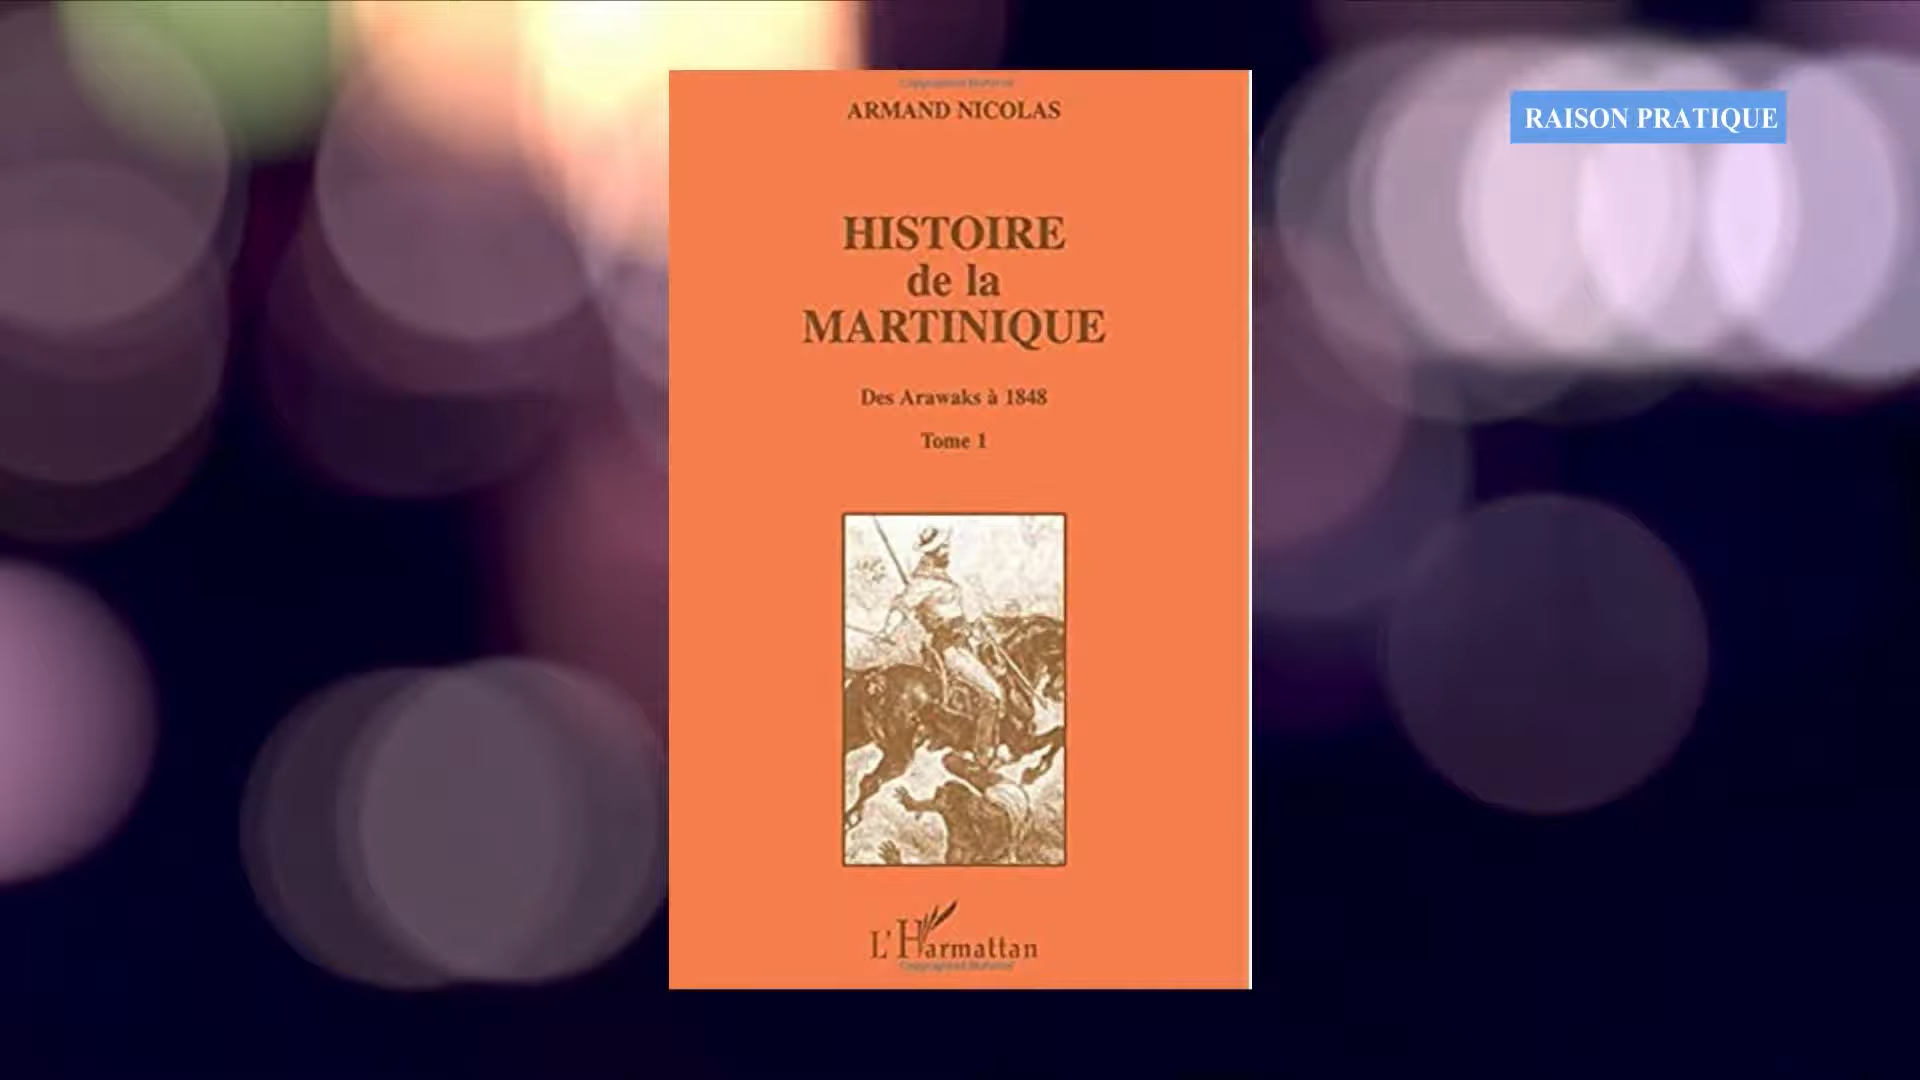 ARMAND NICOLAS
HISTOIRE
de la
MARTINIQUE
Des Arawaks à 1848
Tome 1
L'Harmattan
RAISON PRATIQUE